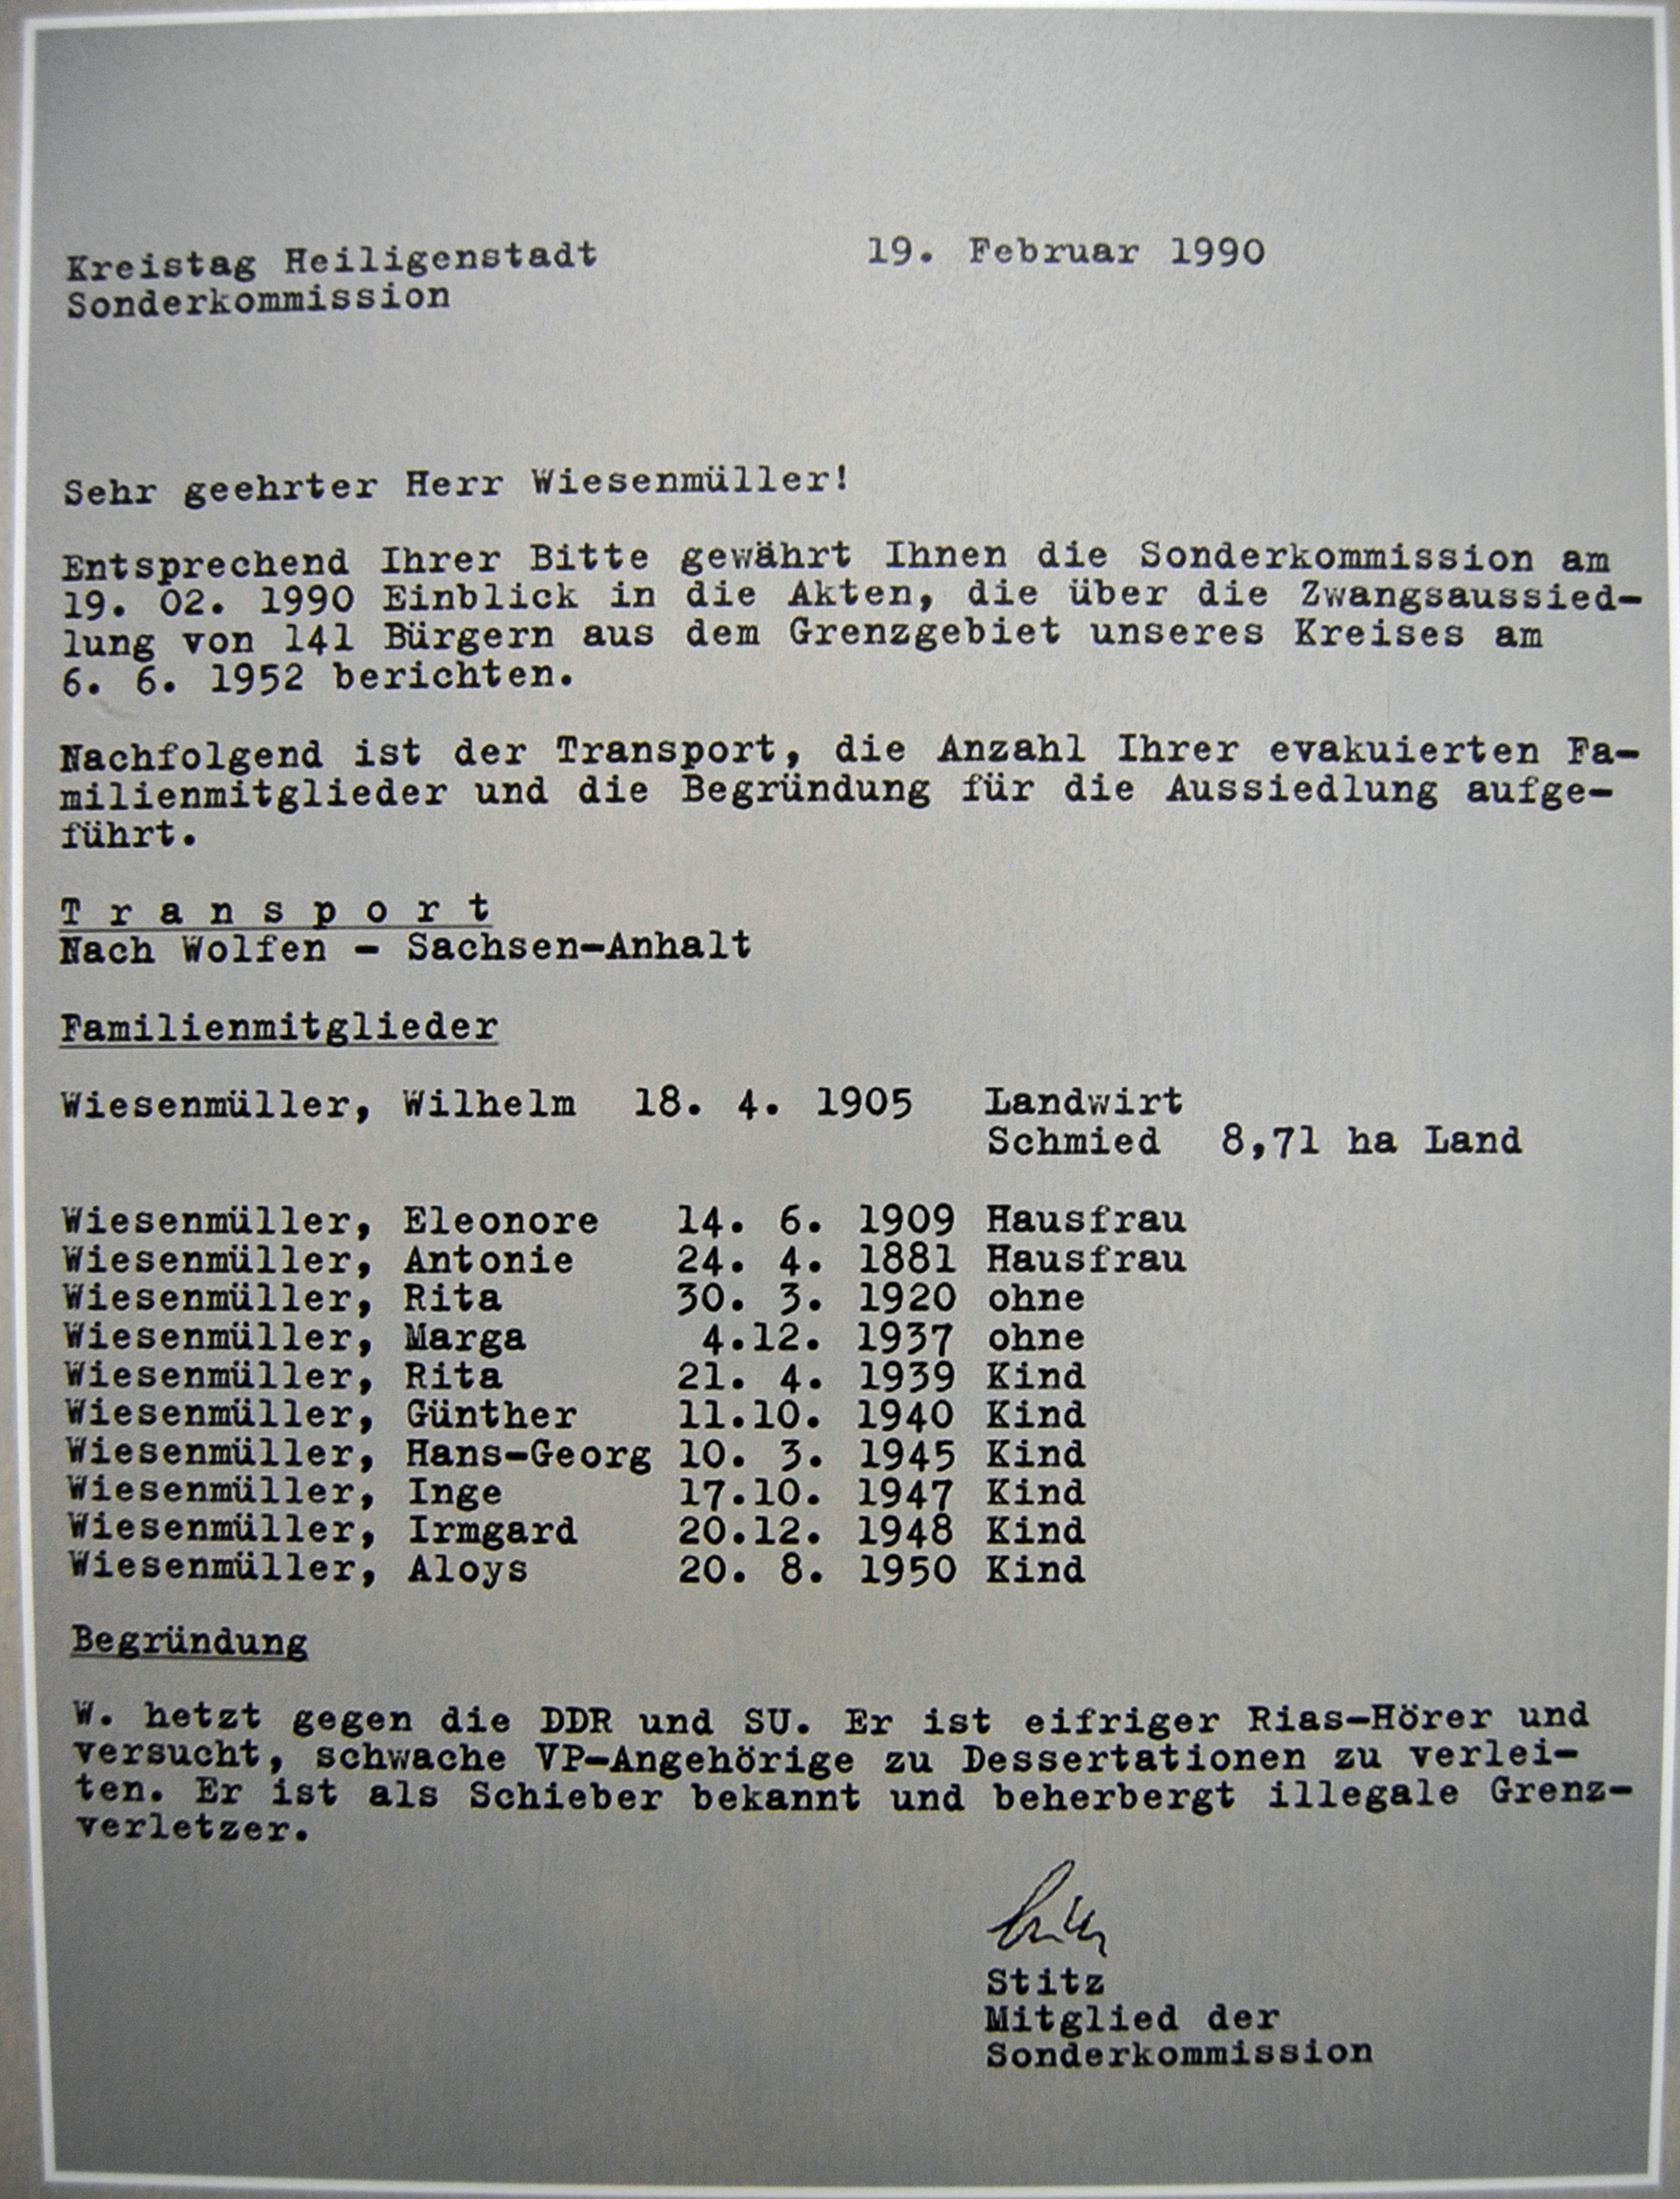 Kreistag Heiligenstadt 19. Februar 1990
Sonderkommission
Sehr geehrter Herr Wiesenmüller!
Entsprechend Ihrer Bitte gewährt Ihnen die Sonderkommission am
19. 02. 1990 Einblick in die Akten, die über die Zwangsaussied-
lung von 141 Bürgern aus dem Grenzgebiet unseres Kreises am
6. 6. 1952 berichten.
Nachfolgend ist der Transport, die Anzahl Ihrer evakuierten Fa-
milienmitglieder und die Begründung für die Aussiedlung aufge-
führt.
T r a n s p o r t
Nach Wolfen - Sachsen-Anhalt
Familienmitglieder
Wiesenmüller, Wilhelm 18. 4. 1905 Landwirt
Schmied 8,71 ha Land
Wiesenmüller, Eleonore 14. 6. 1909 Hausfrau
Wiesenmüller, Antonie 24. 4. 1881 Hausfrau
Wiesenmüller, Rita 30. 3. 1920 ohne
Wiesenmüller, Marga 4.12. 1937 ohne
Wiesenmüller, Rita 21. 4. 1939 Kind
Wiesenmüller, Günther 11.10. 1940 Kind
Wiesenmüller, Hans-Georg 10. 3. 1945 Kind
Wiesenmüller, Inge 17.10. 1947 Kind
Wiesenmüller, Irmgard 20.12. 1948 Kind
Wiesenmüller, Aloys 20. 8. 1950 Kind
Begründung
W. hetzt gegen die DDR und SU. Er ist eifriger Rias-Hörer und
versucht, schwache VP-Angehörige zu Dessertationen zu verlei-
ten. Er ist als Schieber bekannt und beherbergt illegale Grenz-
verletzer.
Stitz
Mitglied der
Sonderkommission